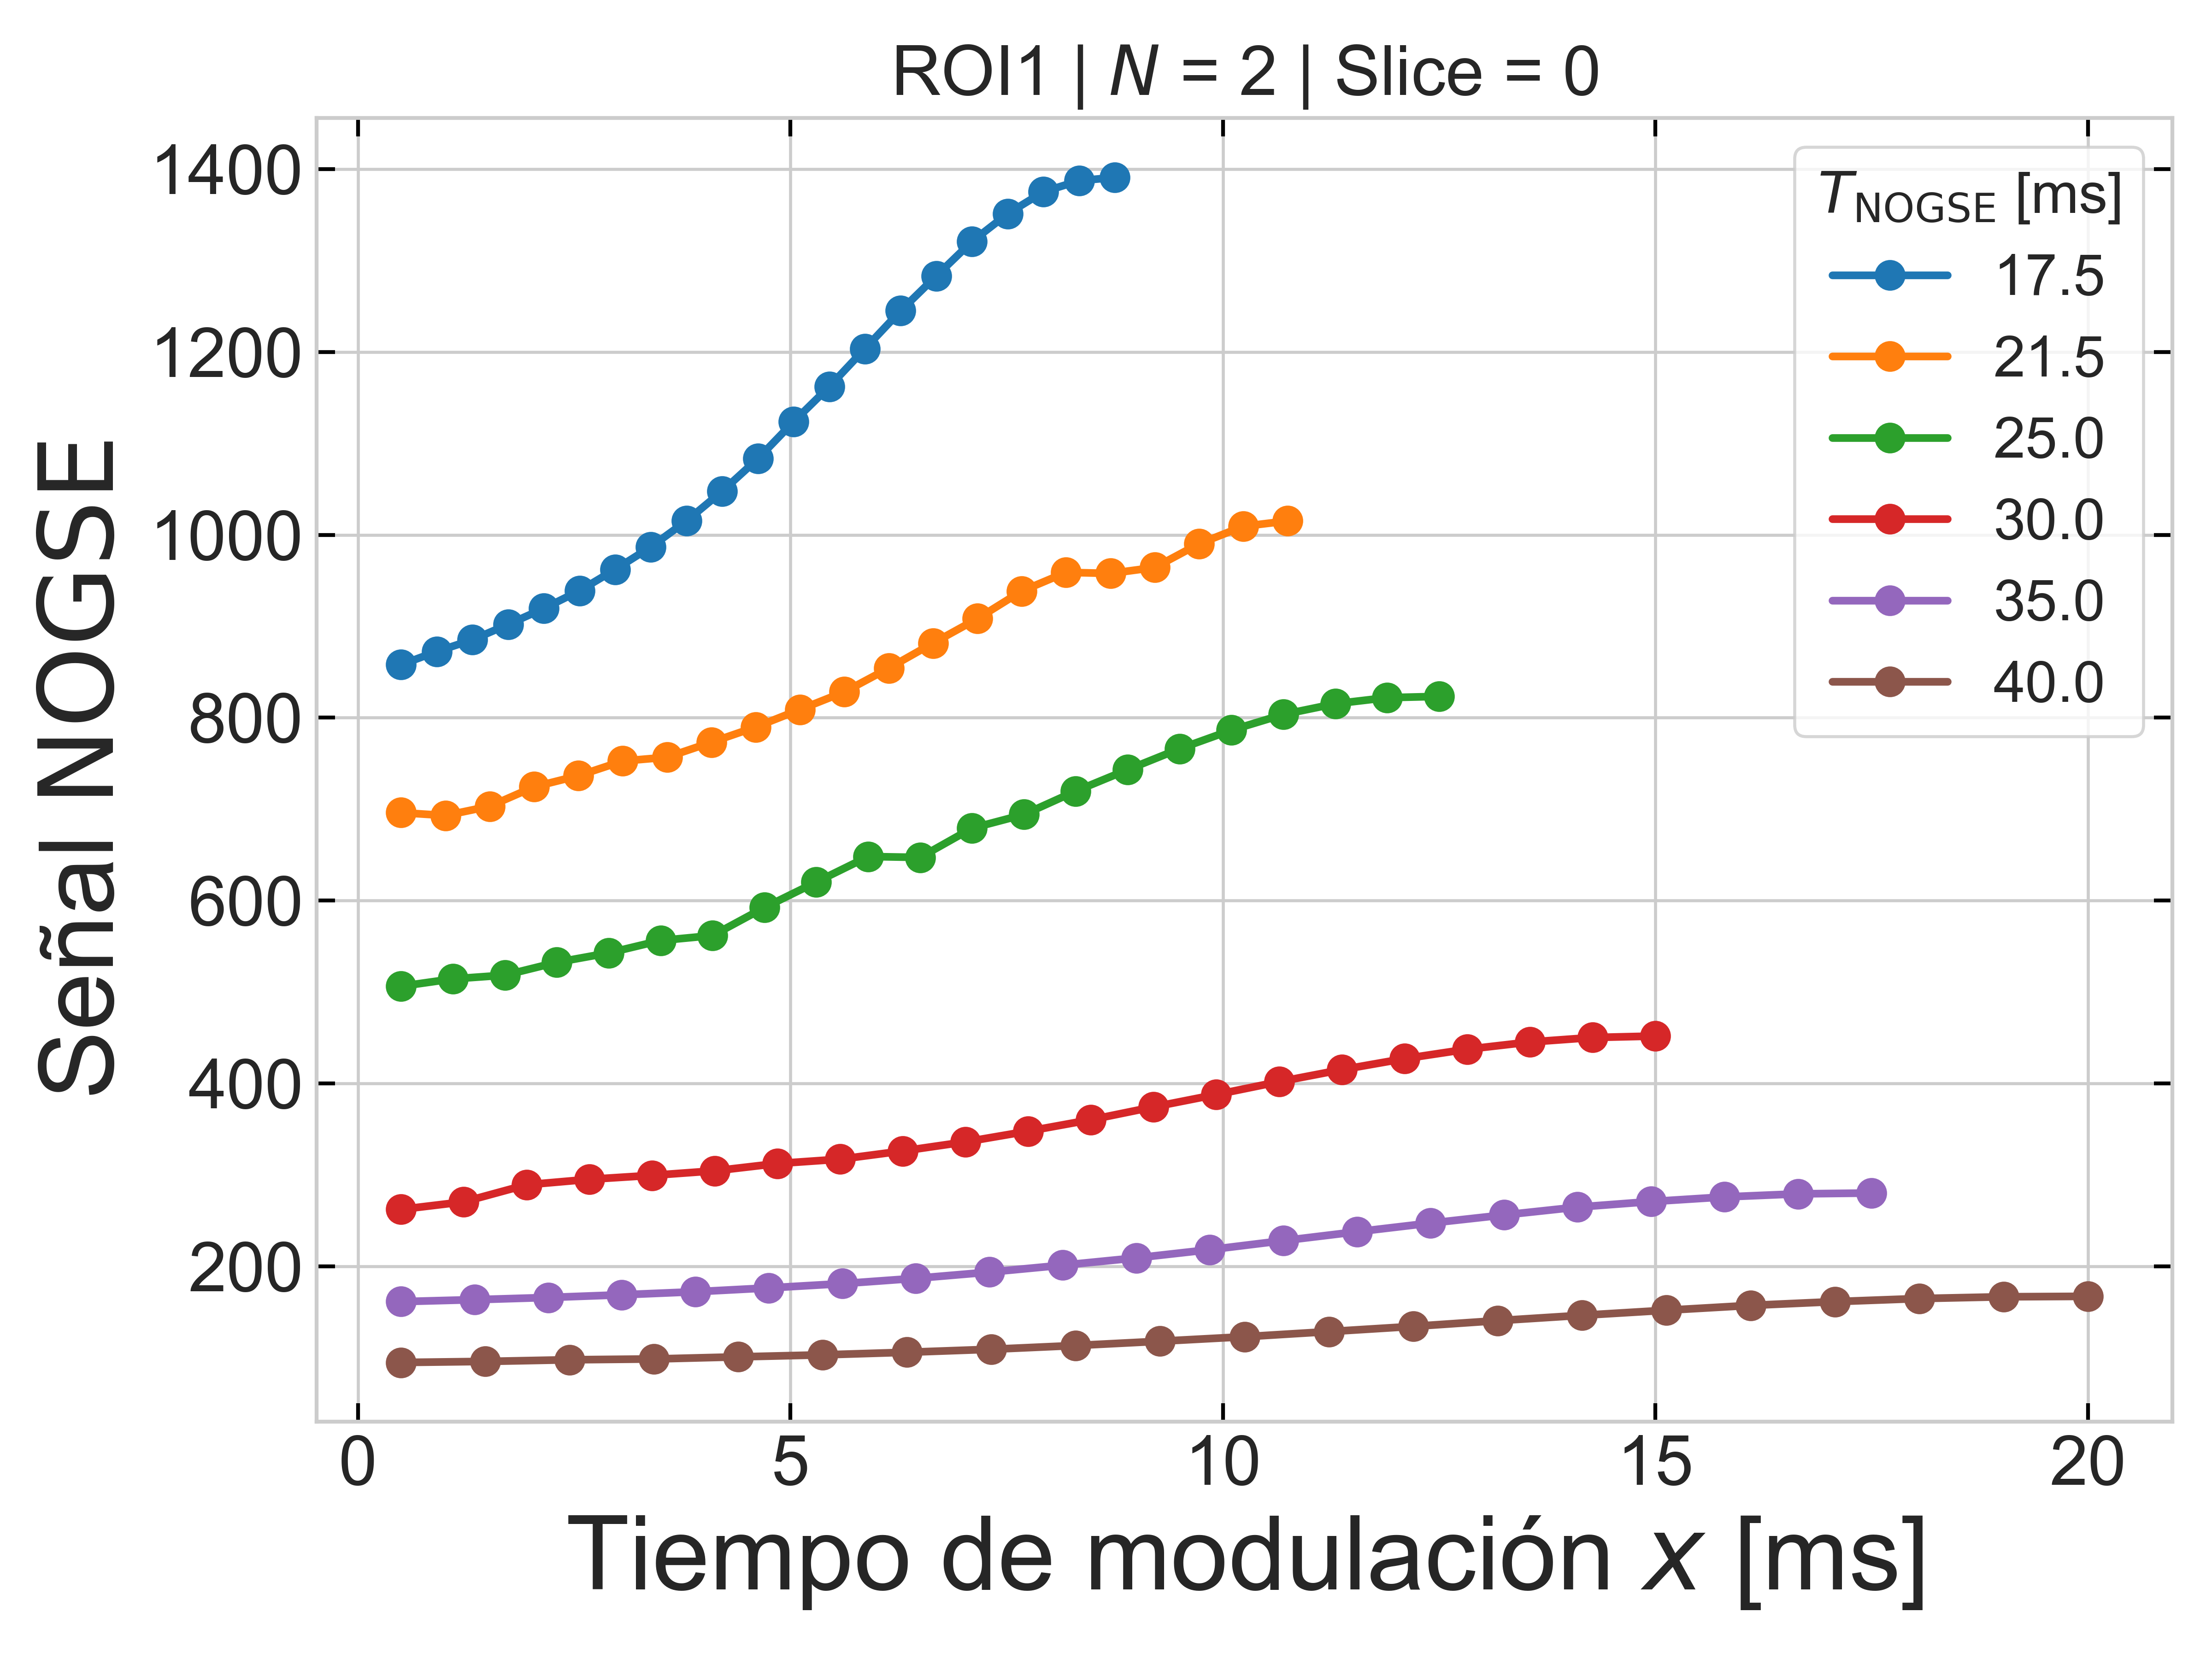 ROI1 | N = 2 | Slice = 0
Señal NOGSE
1400
1200
1000
800
600
400
200
T_NOGSE [ms]
17.5
21.5
25.0
30.0
35.0
40.0
0 5 10 15 20
Tiempo de modulación x [ms]